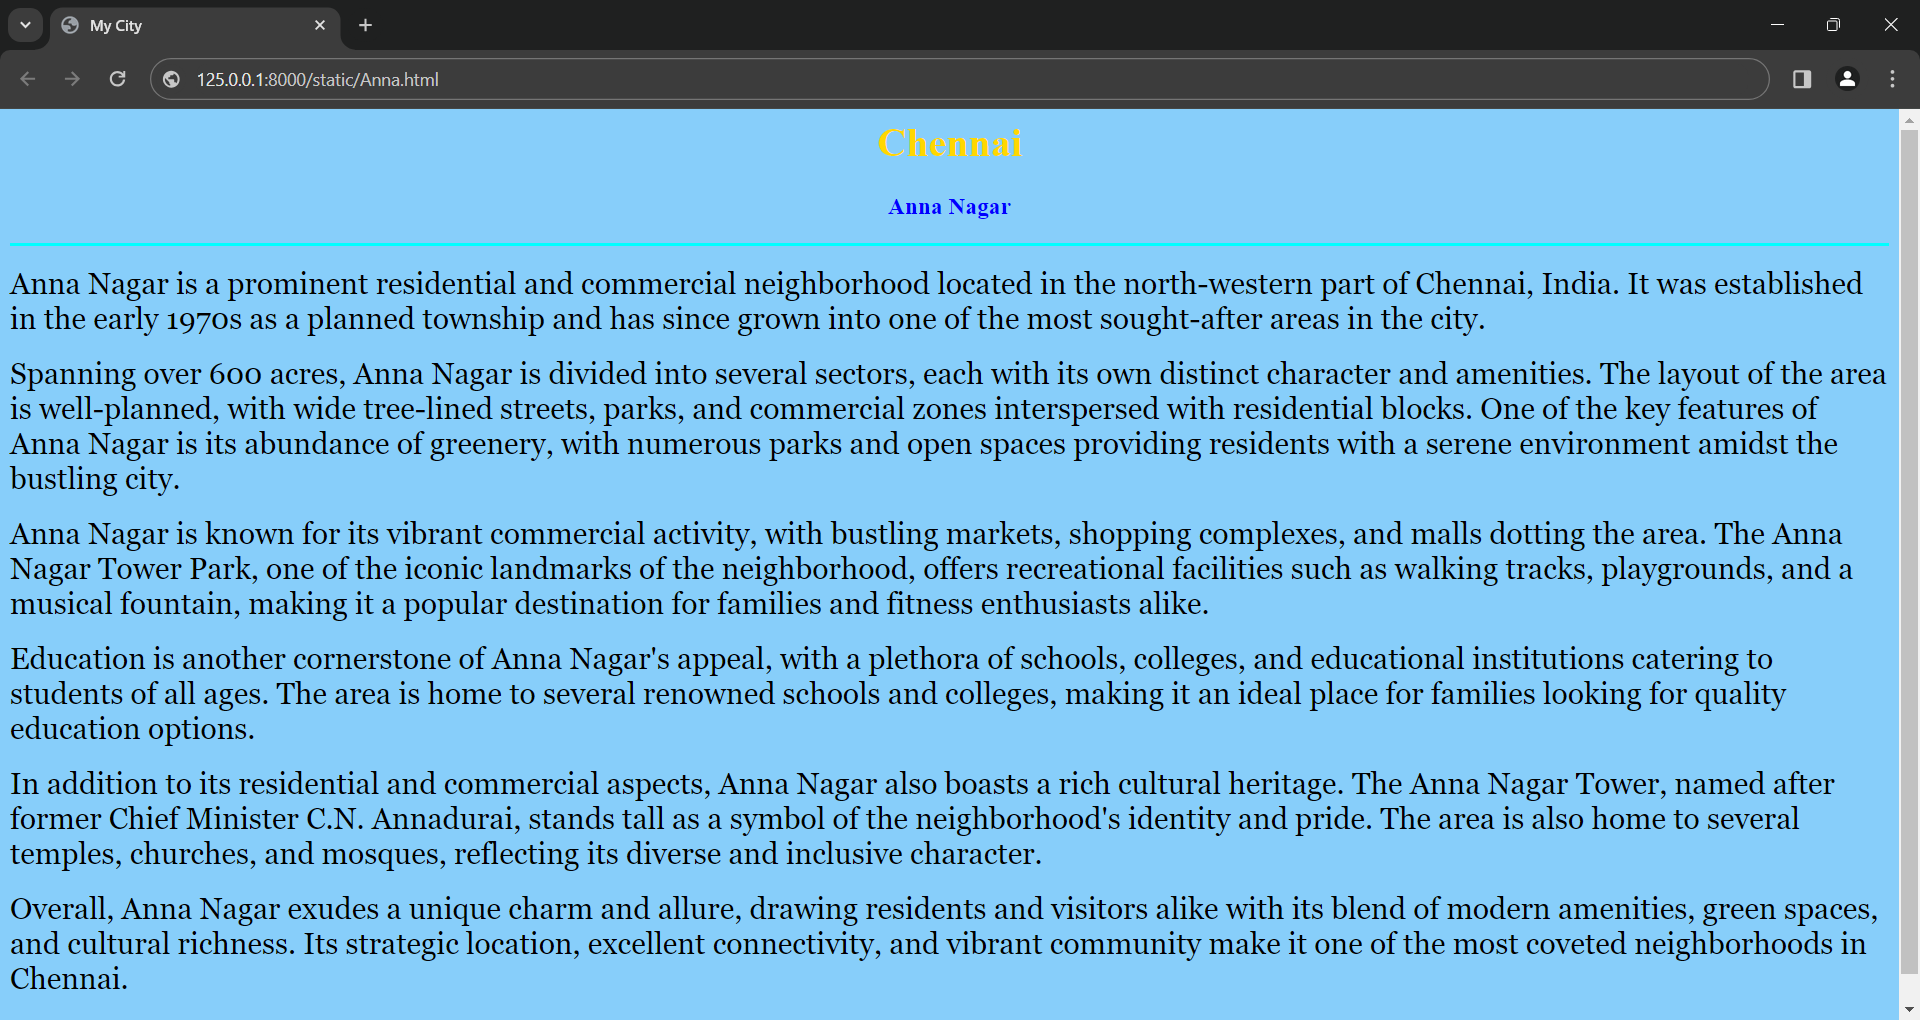 My City
125.0.0.1:8000/static/Anna.html
Chennai
Anna Nagar
Anna Nagar is a prominent residential and commercial neighborhood located in the north-western part of Chennai, India. It was established
in the early 1970s as a planned township and has since grown into one of the most sought-after areas in the city.
Spanning over 600 acres, Anna Nagar is divided into several sectors, each with its own distinct character and amenities. The layout of the area
is well-planned, with wide tree-lined streets, parks, and commercial zones interspersed with residential blocks. One of the key features of
Anna Nagar is its abundance of greenery, with numerous parks and open spaces providing residents with a serene environment amidst the
bustling city.
Anna Nagar is known for its vibrant commercial activity, with bustling markets, shopping complexes, and malls dotting the area. The Anna
Nagar Tower Park, one of the iconic landmarks of the neighborhood, offers recreational facilities such as walking tracks, playgrounds, and a
musical fountain, making it a popular destination for families and fitness enthusiasts alike.
Education is another cornerstone of Anna Nagar's appeal, with a plethora of schools, colleges, and educational institutions catering to
students of all ages. The area is home to several renowned schools and colleges, making it an ideal place for families looking for quality
education options.
In addition to its residential and commercial aspects, Anna Nagar also boasts a rich cultural heritage. The Anna Nagar Tower, named after
former Chief Minister C.N. Annadurai, stands tall as a symbol of the neighborhood's identity and pride. The area is also home to several
temples, churches, and mosques, reflecting its diverse and inclusive character.
Overall, Anna Nagar exudes a unique charm and allure, drawing residents and visitors alike with its blend of modern amenities, green spaces,
and cultural richness. Its strategic location, excellent connectivity, and vibrant community make it one of the most coveted neighborhoods in
Chennai.